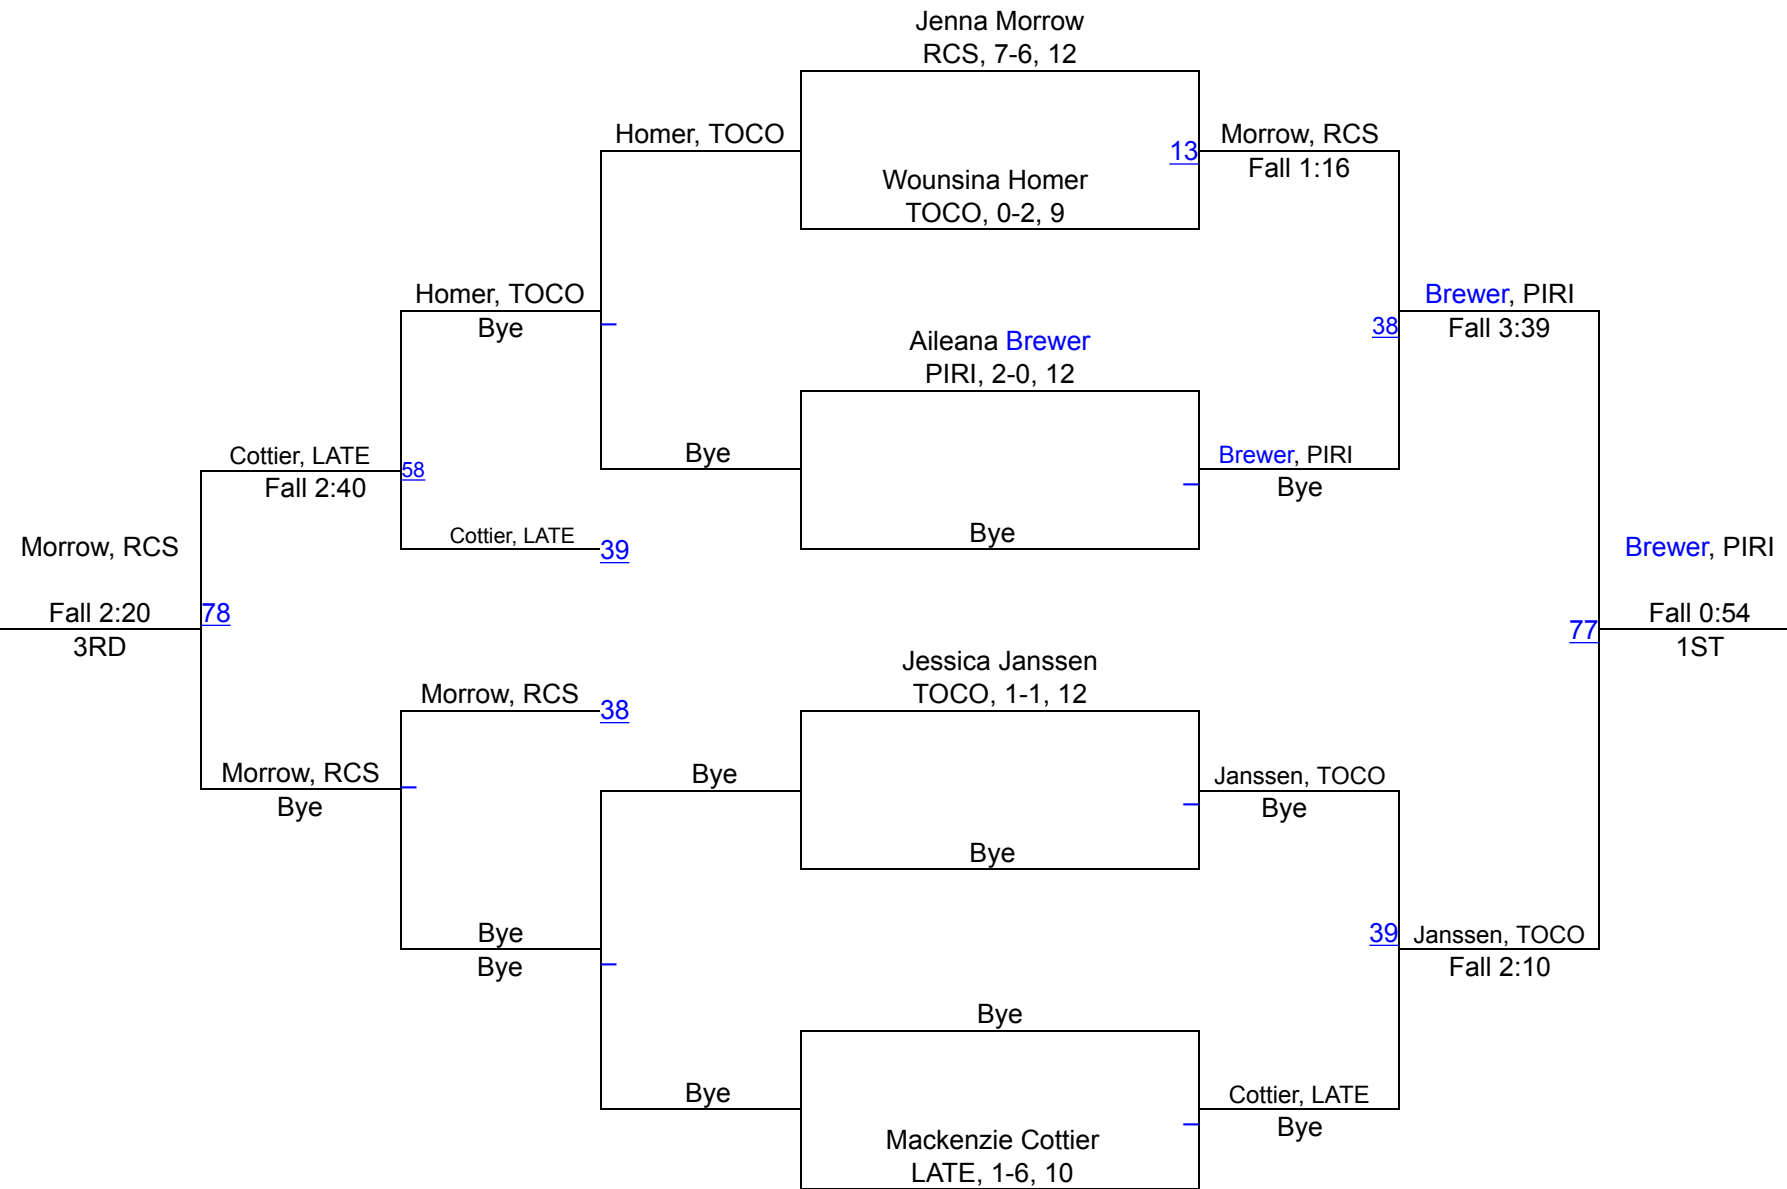 Jenna Morrow
RCS, 7-6, 12
Homer, TOCO
13
Morrow, RCS
Fall 1:16
Wounsina Homer
TOCO, 0-2, 9
Homer, TOCO
Bye
Brewer, PIRI
38
Fall 3:39
Aileana Brewer
PIRI, 2-0, 12
Cottier, LATE
58
Fall 2:40
Bye
Brewer, PIRI
Bye
Cottier, LATE
39
Bye
Morrow, RCS
Fall 2:20
78
3RD
Brewer, PIRI
77
Fall 0:54
1ST
Jessica Janssen
TOCO, 1-1, 12
Morrow, RCS
38
Morrow, RCS
Bye
Bye
Janssen, TOCO
Bye
Bye
Bye
Bye
39
Janssen, TOCO
Fall 2:10
Bye
Bye
Cottier, LATE
Bye
Mackenzie Cottier
LATE, 1-6, 10